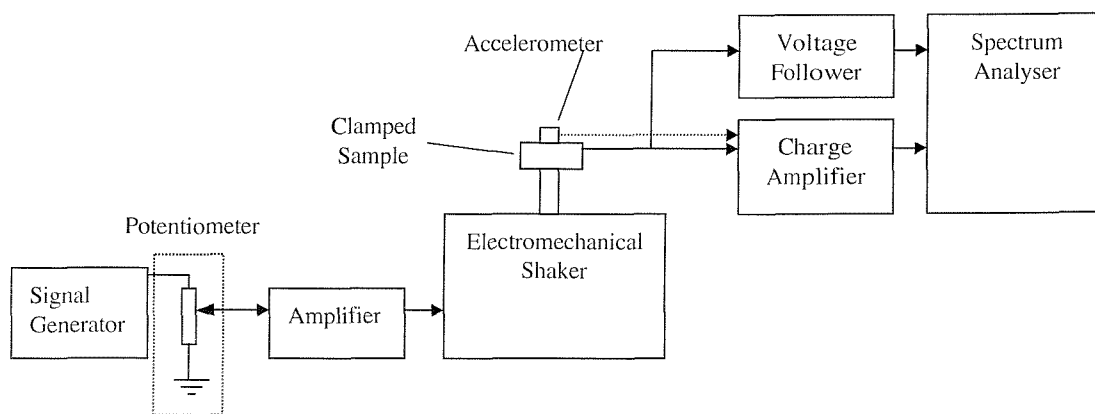 Accelerometer
Voltage
Follower
Spectrum
Analyser
Clamped
Sample
Charge
Amplifier
Potentiometer
Electromechanical
Shaker
Signal
Generator
Amplifier